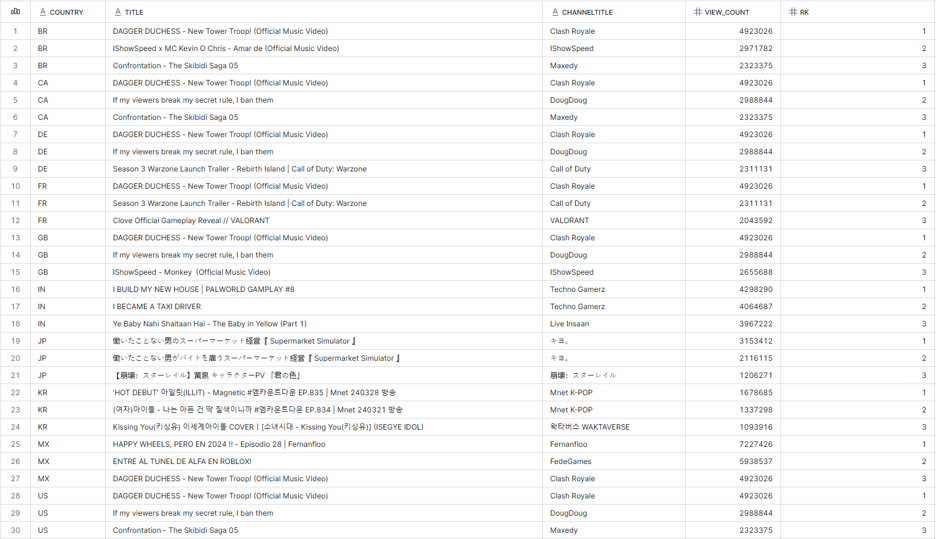 COUNTRY TITLE CHANNELTITLE VIEW_COUNT RK
1 BR DAGGER DUCHESS - New Tower Troop! (Official Music Video) Clash Royale 4923026 1
2 BR IShowSpeed x MC Kevin O Chris - Amar de (Official Music Video) IShowSpeed 2971782 2
3 BR Confrontation - The Skibidi Saga 05 Maxedy 2323375 3
4 CA DAGGER DUCHESS - New Tower Troop! (Official Music Video) Clash Royale 4923026 1
5 CA If my viewers break my secret rule, I ban them DougDoug 2988844 2
6 CA Confrontation - The Skibidi Saga 05 Maxedy 2323375 3
7 DE DAGGER DUCHESS - New Tower Troop! (Official Music Video) Clash Royale 4923026 1
8 DE If my viewers break my secret rule, I ban them DougDoug 2988844 2
9 DE Season 3 Warzone Launch Trailer - Rebirth Island | Call of Duty: Warzone Call of Duty 2311131 3
10 FR DAGGER DUCHESS - New Tower Troop! (Official Music Video) Clash Royale 4923026 1
11 FR Season 3 Warzone Launch Trailer - Rebirth Island | Call of Duty: Warzone Call of Duty 2311131 2
12 FR Clove Official Gameplay Reveal // VALORANT VALORANT 2043592 3
13 GB DAGGER DUCHESS - New Tower Troop! (Official Music Video) Clash Royale 4923026 1
14 GB If my viewers break my secret rule, I ban them DougDoug 2988844 2
15 GB IShowSpeed - Monkey (Official Music Video) IShowSpeed 2655688 3
16 IN I BUILD MY NEW HOUSE | PALWORLD GAMPLAY #8 Techno Gamerz 4298290 1
17 IN I BECAME A TAXI DRIVER Techno Gamerz 4064687 2
18 IN Ye Baby Nahi Shaitaan Hai - The Baby in Yellow (Part 1) Live Insaan 3967222 3
19 JP 働いたことない男のスーパーマーケット経営『 Supermarket Simulator 』 キヨ。 3153412 1
20 JP 働いたことない男がバイトを雇うスーパーマーケット経営『 Supermarket Simulator 』 キヨ。 2116115 2
21 JP 【崩壊：スターレイル】黄泉 キャラクターPV 「君の色」 崩壊：スターレイル 1206271 3
22 KR 'HOT DEBUT' 아일릿(ILLIT) - Magnetic #엠카운트다운 EP.835 | Mnet 240328 방송 Mnet K-POP 1678685 1
23 KR (여자)아이들 - 나는 아픈 건 딱 질색이니까 #엠카운트다운 EP.834 | Mnet 240321 방송 Mnet K-POP 1337298 2
24 KR Kissing You(키싱유) 이세계아이돌 COVERㅣ[소녀시대 - Kissing You(키싱유)] (ISEGYE IDOL) 왁타버스 WAKTAVERSE 1093916 3
25 MX HAPPY WHEELS, PERO EN 2024 !! - Episodio 28 | Fernanfloo Fernanfloo 7227426 1
26 MX ENTRE AL TUNEL DE ALFA EN ROBLOX! FedeGames 5938537 2
27 MX DAGGER DUCHESS - New Tower Troop! (Official Music Video) Clash Royale 4923026 3
28 US DAGGER DUCHESS - New Tower Troop! (Official Music Video) Clash Royale 4923026 1
29 US If my viewers break my secret rule, I ban them DougDoug 2988844 2
30 US Confrontation - The Skibidi Saga 05 Maxedy 2323375 3